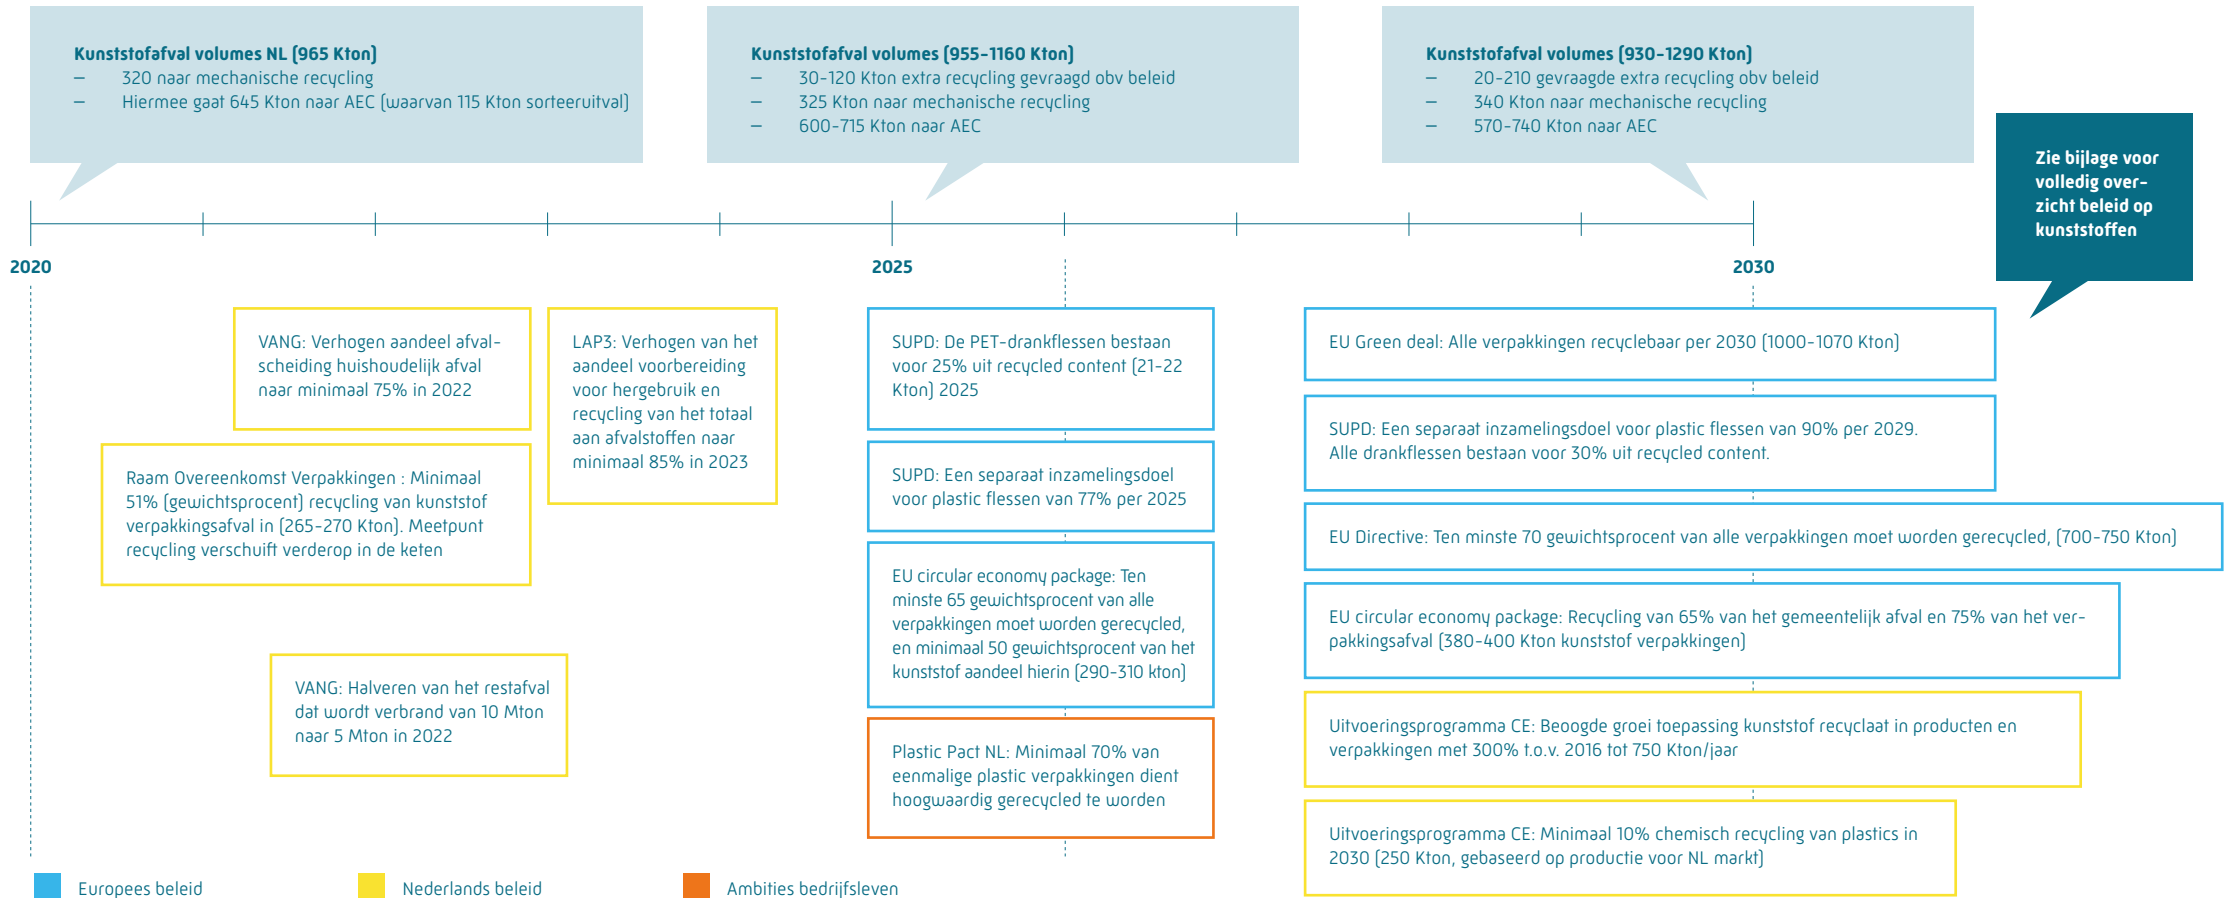 Kunststofafval volumes NL (965 Kton)
– 320 naar mechanische recycling
– Hiermee gaat 645 Kton naar AEC (waarvan 115 Kton sorteeruitval)
Kunststofafval volumes (955-1160 Kton)
– 30-120 Kton extra recycling gevraagd obv beleid
– 325 Kton naar mechanische recycling
– 600-715 Kton naar AEC
Kunststofafval volumes (930-1290 Kton)
– 20-210 gevraagde extra recycling obv beleid
– 340 Kton naar mechanische recycling
– 570-740 Kton naar AEC
Zie bijlage voor
volledig over-
zicht beleid op
kunststoffen
2020
2025
2030
VANG: Verhogen aandeel afval-
scheiding huishoudelijk afval
naar minimaal 75% in 2022
Raam Overeenkomst Verpakkingen : Minimaal
51% (gewichtsprocent) recycling van kunststof
verpakkingsafval in (265-270 Kton). Meetpunt
recycling verschuift verderop in de keten
LAP3: Verhogen van het
aandeel voorbereiding
voor hergebruik en
recycling van het totaal
aan afvalstoffen naar
minimaal 85% in 2023
VANG: Halveren van het restafval
dat wordt verbrand van 10 Mton
naar 5 Mton in 2022
SUPD: De PET-drankflessen bestaan
voor 25% uit recycled content (21-22
Kton) 2025
SUPD: Een separaat inzamelingsdoel
voor plastic flessen van 77% per 2025
EU circular economy package: Ten
minste 65 gewichtsprocent van alle
verpakkingen moet worden gerecycled,
en minimaal 50 gewichtsprocent van het
kunststof aandeel hierin (290-310 kton)
Plastic Pact NL: Minimaal 70% van
eenmalige plastic verpakkingen dient
hoogwaardig gerecycled te worden
EU Green deal: Alle verpakkingen recyclebaar per 2030 (1000-1070 Kton)
SUPD: Een separaat inzamelingsdoel voor plastic flessen van 90% per 2029.
Alle drankflessen bestaan voor 30% uit recycled content.
EU Directive: Ten minste 70 gewichtsprocent van alle verpakkingen moet worden gerecycled, (700-750 Kton)
EU circular economy package: Recycling van 65% van het gemeentelijk afval en 75% van het ver-
pakkingsafval (380-400 Kton kunststof verpakkingen)
Uitvoeringsprogramma CE: Beoogde groei toepassing kunststof recyclaat in producten en
verpakkingen met 300% t.o.v. 2016 tot 750 Kton/jaar
Uitvoeringsprogramma CE: Minimaal 10% chemisch recycling van plastics in
2030 (250 Kton, gebaseerd op productie voor NL markt)
Europees beleid
Nederlands beleid
Ambities bedrijfsleven